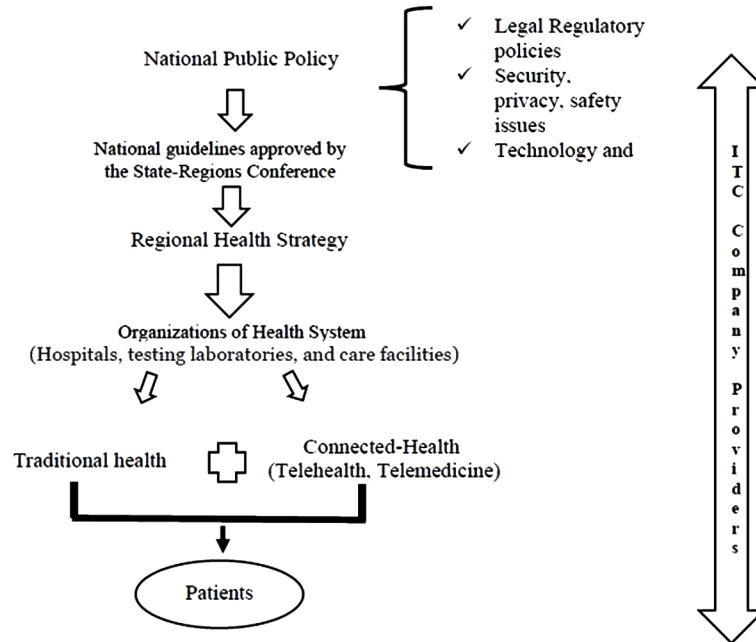 National Public Policy
✓ Legal Regulatory
policies
✓ Security,
privacy, safety
issues
✓ Technology and
National guidelines approved by
the State-Regions Conference
Regional Health Strategy
Organizations of Health System
(Hospitals, testing laboratories, and care facilities)
Traditional health
Connected-Health
(Telehealth, Telemedicine)
Patients
ITC Company Providers